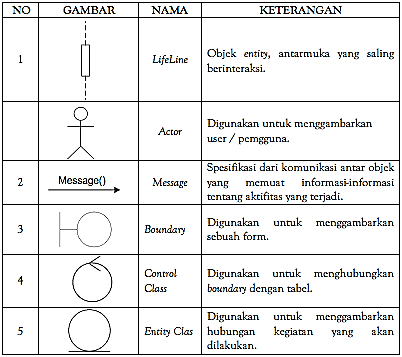 NO GAMBAR NAMA KETERANGAN
1 LifeLine Objek entity, antarmuka yang saling
berinteraksi.
Actor Digunakan untuk menggambarkan
user / pemgguna.
2 Message() Message Spesifikasi dari komunikasi antar objek
yang memuat informasi-informasi
tentang aktifitas yang terjadi.
3 Boundary Digunakan untuk menggambarkan
sebuah form.
4 Control Class Digunakan untuk menghubungkan
boundary dengan tabel.
5 Entity Clas Digunakan untuk menggambarkan
hubungan kegiatan yang akan
dilakukan.